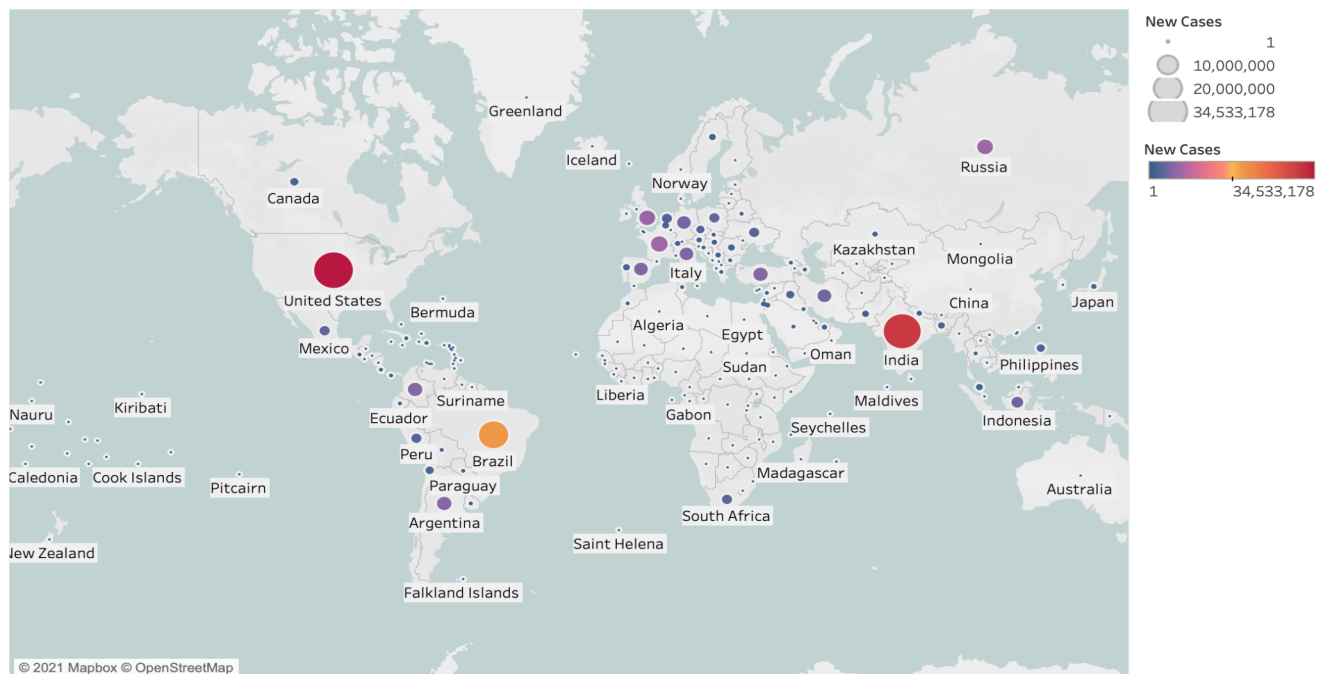 Greenland
Iceland
Norway
Russia
Canada
Kazakhstan
Mongolia
Italy
United States
China
Japan
Bermuda
Algeria
Egypt
Mexico
Oman
India
Philippines
Sudan
Liberia
Suriname
Maldives
Nauru
Kiribati
Ecuador
Gabon
Seychelles
Indonesia
Peru
Brazil
Caledonia
Cook Islands
Pitcairn
Paraguay
Madagascar
Australia
Argentina
South Africa
Saint Helena
New Zealand
Falkland Islands
© 2021 Mapbox © OpenStreetMap
New Cases
1
10,000,000
20,000,000
34,533,178
New Cases
1 34,533,178